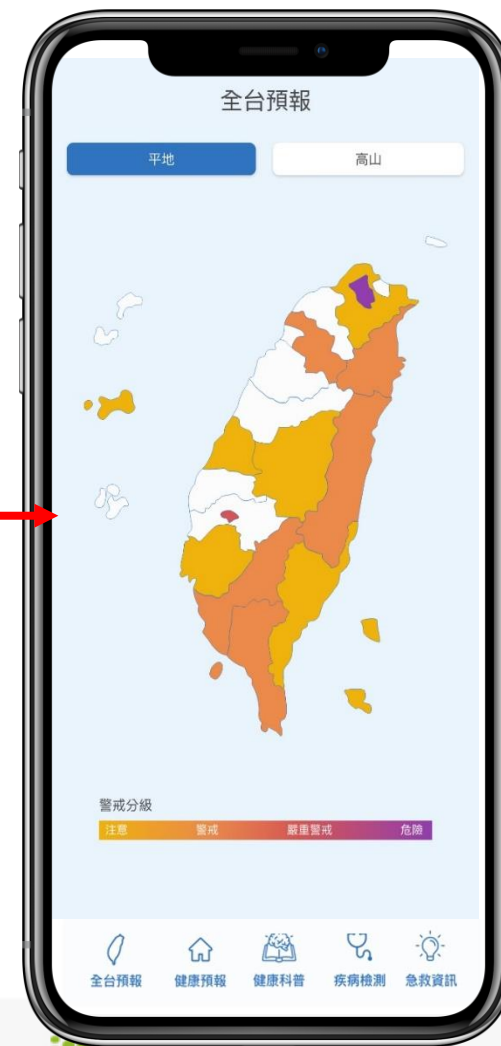 全台預報
平地
高山
警戒分級
注意 警戒 嚴重警戒 危險
全台預報 健康預報 健康科普 疾病檢測 急救資訊